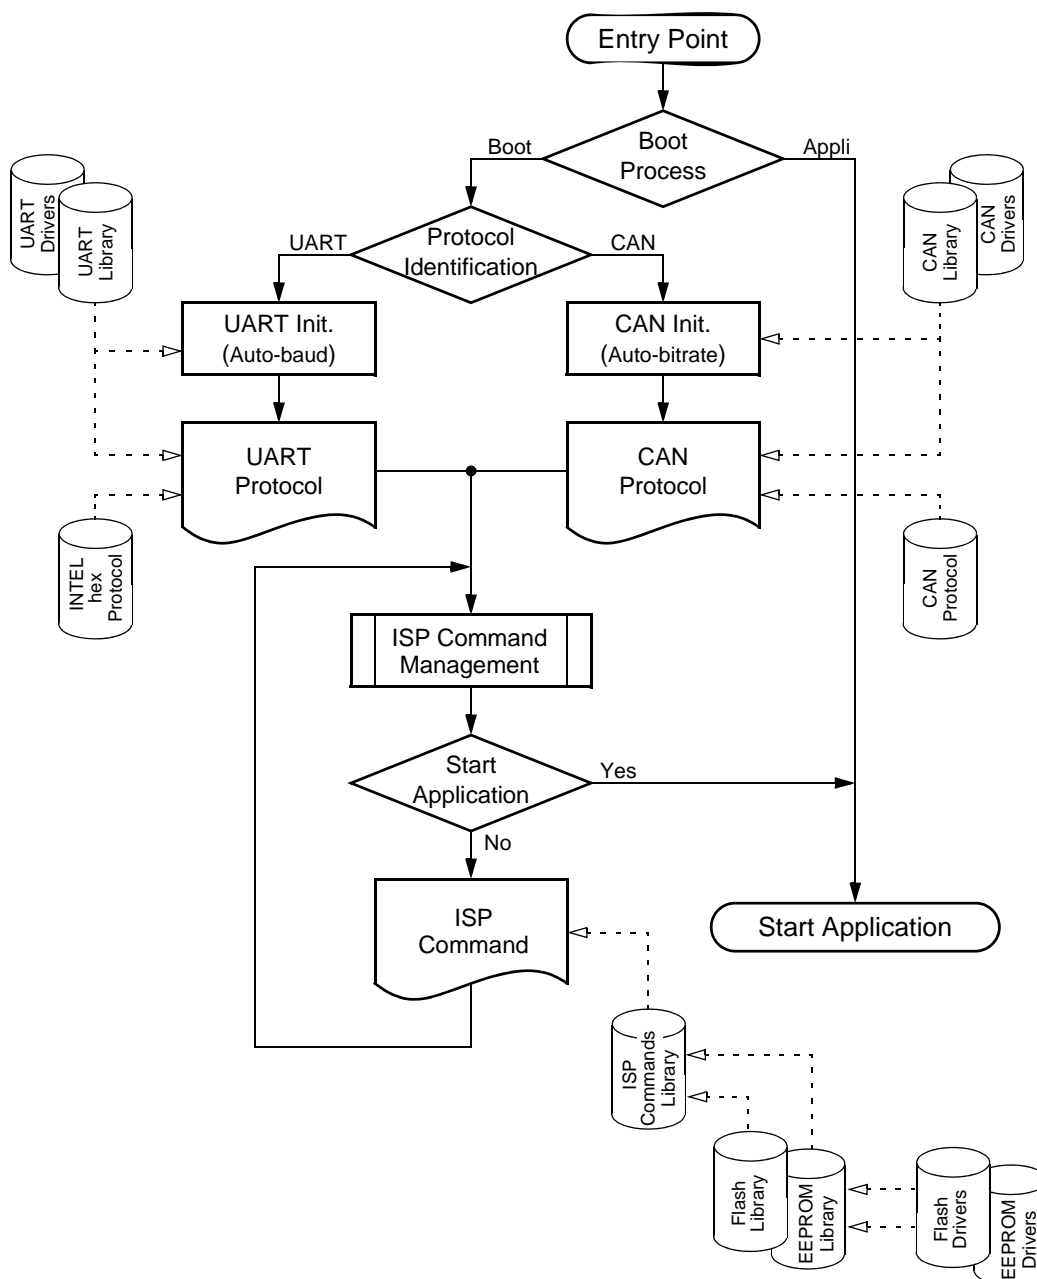 Entry Point
Boot
Process
Boot
Appli
Protocol
Identification
UART
CAN
UART
Drivers
UART
Library
CAN
Library
CAN
Drivers
UART Init.
(Auto-baud)
CAN Init.
(Auto-bitrate)
UART
Protocol
CAN
Protocol
INTEL
hex
Protocol
CAN
Protocol
ISP Command
Management
Start
Application
Yes
No
ISP
Command
Start Application
ISP
Commands
Library
Flash
Library
EEPROM
Library
Flash
Drivers
EEPROM
Drivers